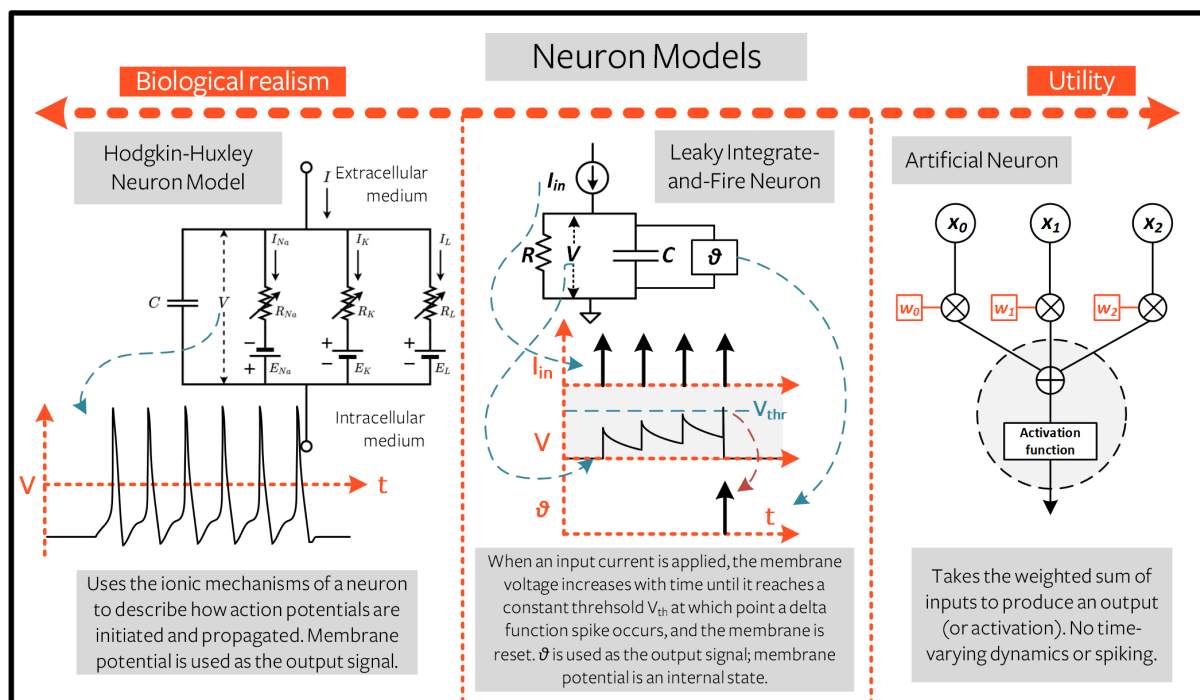 Neuron Models
Biological realism
Utility
Hodgkin-Huxley
Neuron Model
I
Extracellular
medium
I_Na
I_K
I_L
C
V
R_Na
R_K
R_L
−
+
E_Na
+
−
E_K
+
−
E_L
Intracellular
medium
V
t
Uses the ionic mechanisms of a neuron
to describe how action potentials are
initiated and propagated. Membrane
potential is used as the output signal.
Leaky Integrate-
and-Fire Neuron
I_in
R
V
C
ϑ
I_in
V_thr
V
ϑ
t
When an input current is applied, the membrane
voltage increases with time until it reaches
a constant threhsold V_th at which point a delta
function spike occurs, and the membrane is
reset. ϑ is used as the output signal; membrane
potential is an internal state.
Artificial Neuron
x_0
x_1
x_2
w_0
w_1
w_2
Activation
function
Takes the weighted sum of
inputs to produce an output
(or activation). No time-
varying dynamics or spiking.